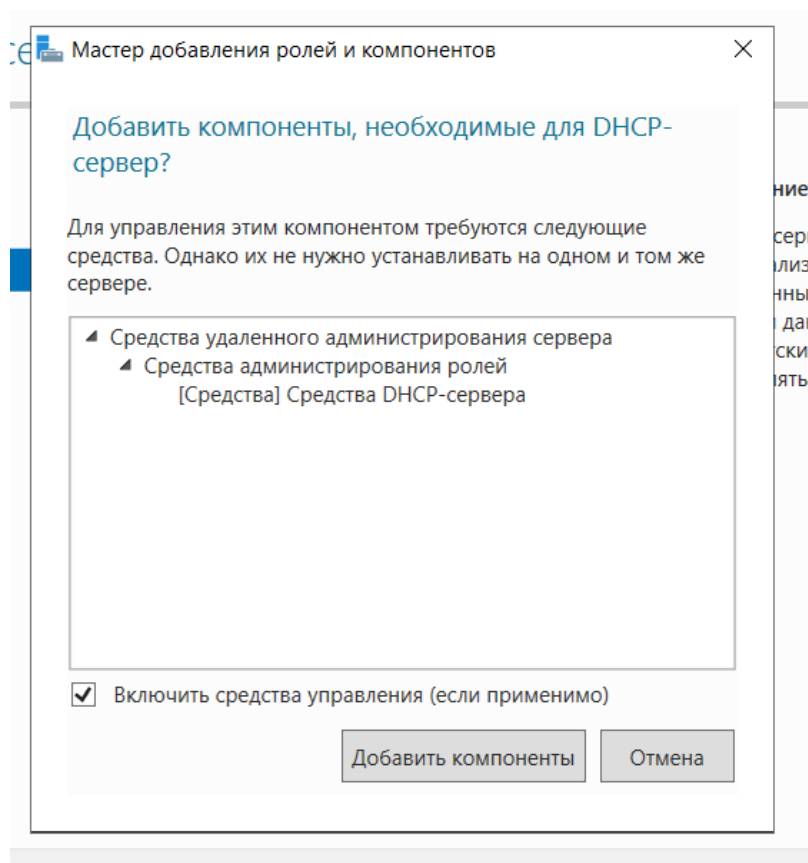 Мастер добавления ролей и компонентов
Добавить компоненты, необходимые для DHCP-
сервер?
Для управления этим компонентом требуются следующие
средства. Однако их не нужно устанавливать на одном и том же
сервере.
Средства удаленного администрирования сервера
Средства администрирования ролей
[Средства] Средства DHCP-сервера
Включить средства управления (если применимо)
Добавить компоненты
Отмена